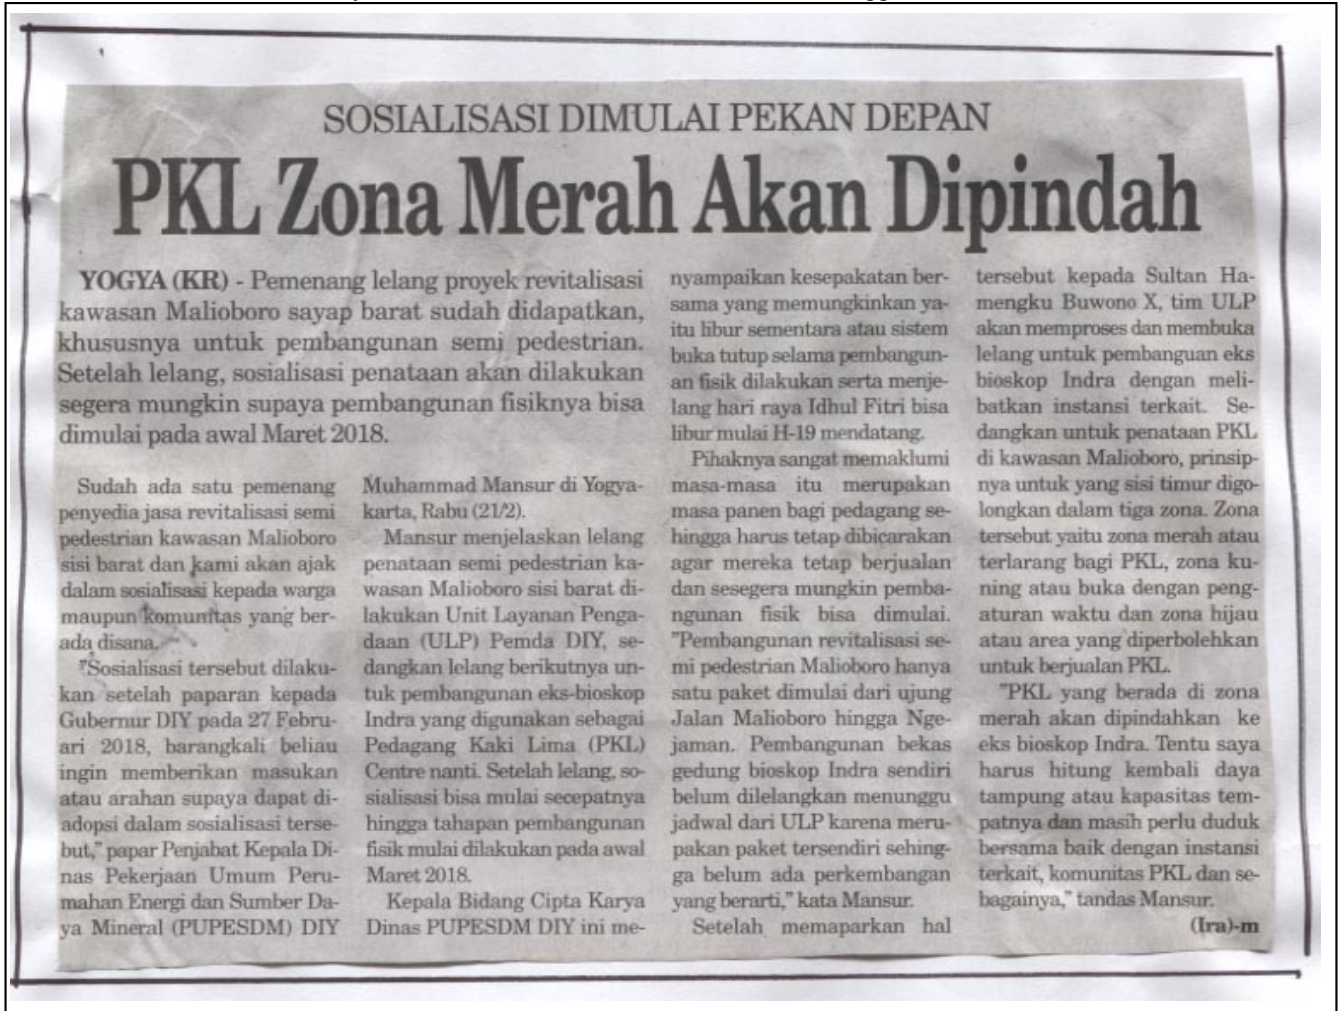 SOSIALISASI DIMULAI PEKAN DEPAN
PKL Zona Merah Akan Dipindah
YOGYA (KR) - Pemenang lelang proyek revitalisasi
kawasan Malioboro sayap barat sudah didapatkan,
khususnya untuk pembangunan semi pedestrian.
Setelah lelang, sosialisasi penataan akan dilakukan
segera mungkin supaya pembangunan fisiknya bisa
dimulai pada awal Maret 2018.
Sudah ada satu pemenang
penyedia jasa revitalisasi semi
pedestrian kawasan Malioboro
sisi barat dan kami akan ajak
dalam sosialisasi kepada warga
maupun komunitas yang ber-
ada disana,
"Sosialisasi tersebut dilaku-
kan setelah paparan kepada
Gubernur DIY pada 27 Febru-
ari 2018, barangkali beliau
ingin memberikan masukan
atau arahan supaya dapat di-
adopsi dalam sosialisasi terse-
but," papar Penjabat Kepala Di-
nas Pekerjaan Umum Peru-
mahan Energi dan Sumber Da-
ya Mineral (PUPESDM) DIY
Muhammad Mansur di Yogya-
karta, Rabu (21/2).
Mansur menjelaskan lelang
penataan semi pedestrian ka-
wasan Malioboro sisi barat di-
lakukan Unit Layanan Penga-
daan (ULP) Pemda DIY, se-
dangkan lelang berikutnya un-
tuk pembangunan eks-bioskop
Indra yang digunakan sebagai
Pedagang Kaki Lima (PKL)
Centre nanti. Setelah lelang, so-
sialisasi bisa mulai secepatnya
hingga tahapan pembangunan
fisik mulai dilakukan pada awal
Maret 2018.
Kepala Bidang Cipta Karya
Dinas PUPESDM DIY ini me-
nyampaikan kesepakatan ber-
sama yang memungkinkan ya-
itu libur sementara atau sistem
buka tutup selama pembangun-
an fisik dilakukan serta menje-
lang hari raya Idhul Fitri bisa
libur mulai H-19 mendatang.
Pihaknya sangat memaklumi
masa-masa itu merupakan
masa panen bagi pedagang se-
hingga harus tetap dibicarakan
agar mereka tetap berjualan
dan sesegera mungkin pemba-
ngunan fisik bisa dimulai.
"Pembangunan revitalisasi se-
mi pedestrian Malioboro hanya
satu paket dimulai dari ujung
Jalan Malioboro hingga Nge-
jaman. Pembangunan bekas
gedung bioskop Indra sendiri
belum dilelangkan menunggu
jadwal dari ULP karena meru-
pakan paket tersendiri sehing-
ga belum ada perkembangan
yang berarti," kata Mansur.
Setelah memaparkan hal
tersebut kepada Sultan Ha-
mengku Buwono X, tim ULP
akan memproses dan membuka
lelang untuk pembanguan eks
bioskop Indra dengan meli-
batkan instansi terkait. Se-
dangkan untuk penataan PKL
di kawasan Malioboro, prinsip-
nya untuk yang sisi timur digo-
longkan dalam tiga zona. Zona
tersebut yaitu zona merah atau
terlarang bagi PKL, zona ku-
ning atau buka dengan peng-
aturan waktu dan zona hijau
atau area yang diperbolehkan
untuk berjualan PKL.
"PKL yang berada di zona
merah akan dipindahkan ke
eks bioskop Indra. Tentu saya
harus hitung kembali daya
tampung atau kapasitas tem-
patnya dan masih perlu duduk
bersama baik dengan instansi
terkait, komunitas PKL dan se-
bagainya," tandas Mansur.
(Ira)-m